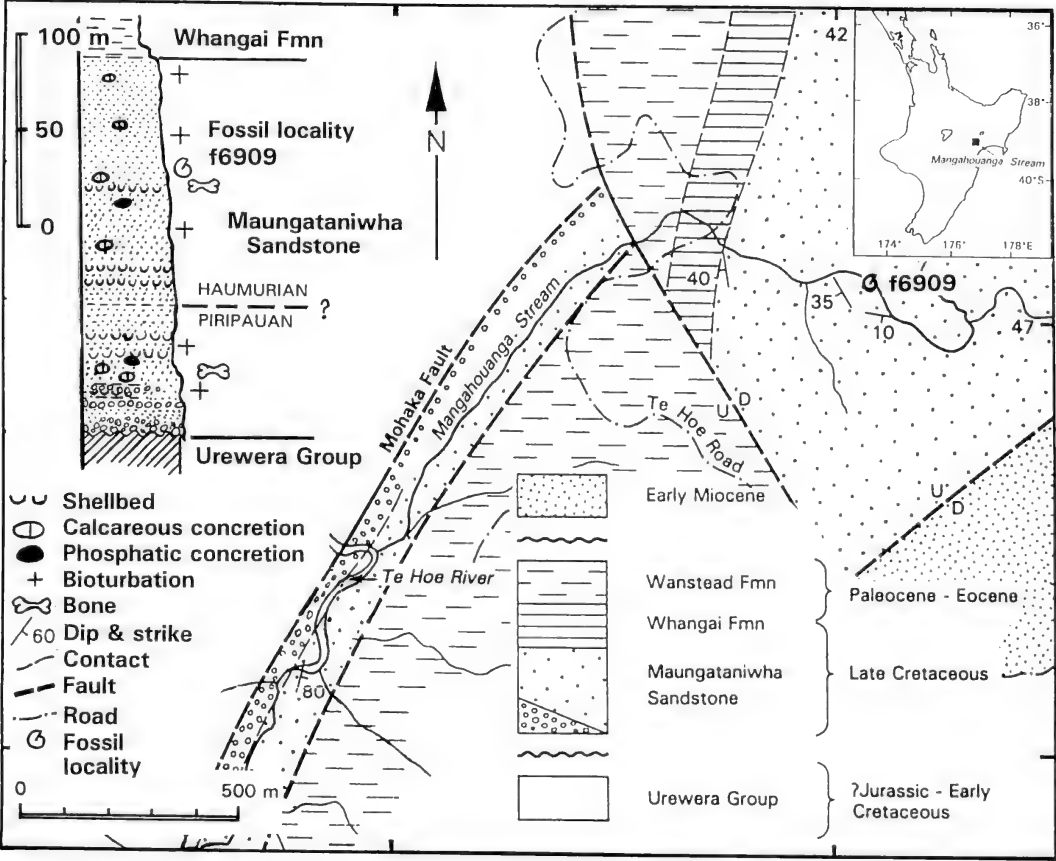 100 m
50
0
Whangai Fmn
Fossil locality
f6909
Maungataniwha
Sandstone
HAUMURIAN
PIRIPAUAN
?
Urewera Group
Shellbed
Calcareous concretion
Phosphatic concretion
Bioturbation
Bone
60 Dip & strike
Contact
Fault
Road
Fossil
locality
0 500 m
N
Mohaka Fault
Mangahouanga Stream
Te Hoe River
80
Te Hoe Road
U D
40
42
35
10
47
f6909
U
D
36°
38°
40°S
174° 176° 178°E
Mangahouanga Stream
Early Miocene
Wanstead Fmn
Whangai Fmn
Maungataniwha
Sandstone
Urewera Group
Paleocene - Eocene
Late Cretaceous
?Jurassic - Early
Cretaceous